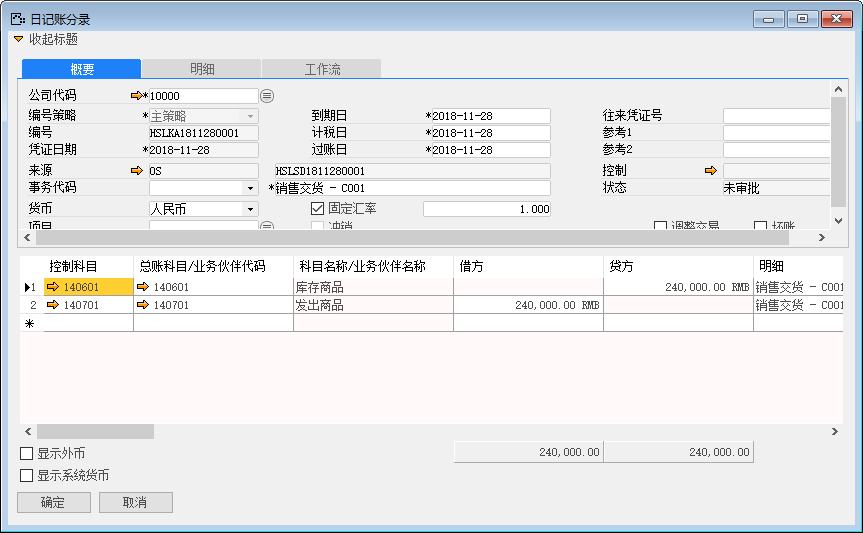 日记账分录
收起标题
概要 明细 工作流
公司代码 *10000
编号策略 *主策略 到期日 *2018-11-28 往来凭证号
编号 HSLKA1811280001 计税日 *2018-11-28 参考1
凭证日期 *2018-11-28 过账日 *2018-11-28 参考2
来源 OS HSLSD1811280001 控制
事务代码 *销售交货 - C001 状态 未审批
货币 人民币 固定汇率 1.000
项目 冲销 调整交易 坏账
控制科目 总账科目/业务伙伴代码 科目名称/业务伙伴名称 借方 贷方 明细
1 140601 140601 库存商品 240,000.00 RMB 销售交货 - C001
2 140701 140701 发出商品 240,000.00 RMB 销售交货 - C001
*
显示外币 240,000.00 240,000.00
显示系统货币
确定 取消